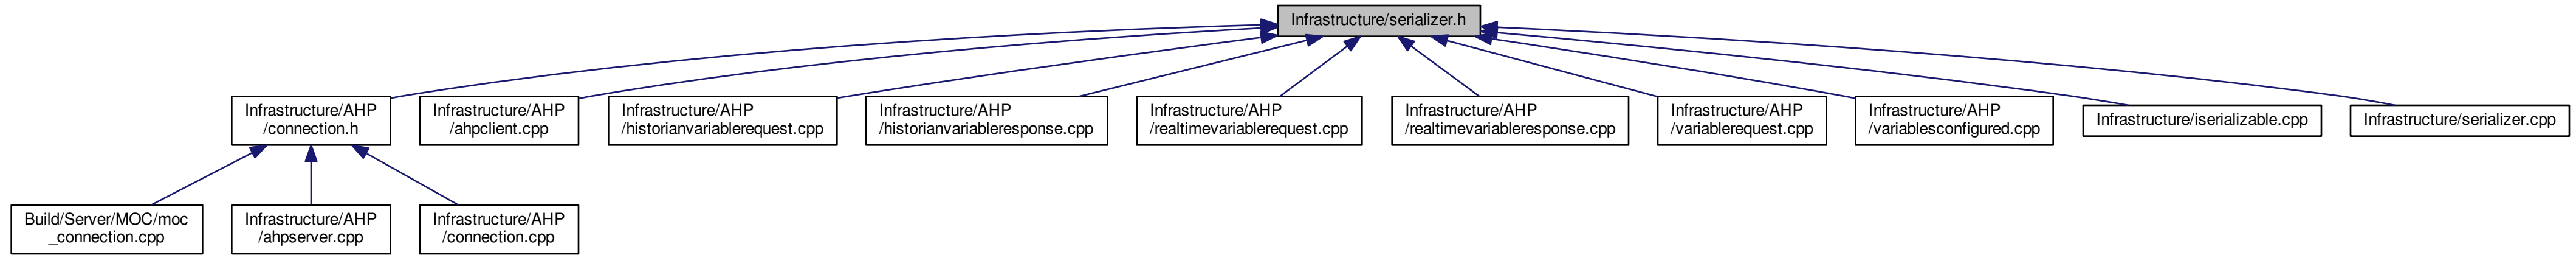 Infrastructure/serializer.h
Infrastructure/AHP
/connection.h
Infrastructure/AHP
/ahpclient.cpp
Infrastructure/AHP
/historianvariablerequest.cpp
Infrastructure/AHP
/historianvariableresponse.cpp
Infrastructure/AHP
/realtimevariablerequest.cpp
Infrastructure/AHP
/realtimevariableresponse.cpp
Infrastructure/AHP
/variablerequest.cpp
Infrastructure/AHP
/variablesconfigured.cpp
Infrastructure/iserializable.cpp
Infrastructure/serializer.cpp
Build/Server/MOC/moc
_connection.cpp
Infrastructure/AHP
/ahpserver.cpp
Infrastructure/AHP
/connection.cpp